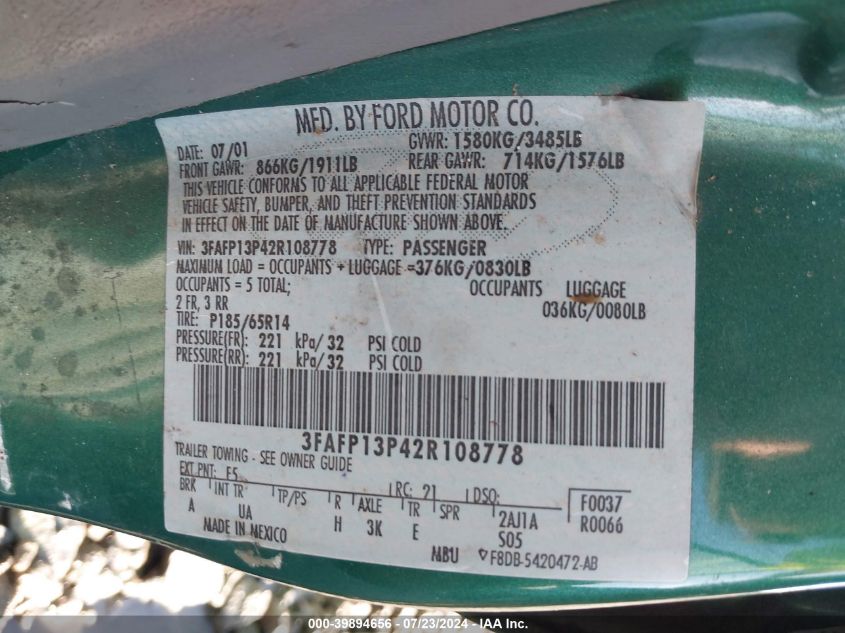 MFD. BY FORD MOTOR CO.
DATE: 07/01 GVWR: 1580KG/3485LB
FRONT GAWR: 866KG/1911LB REAR GAWR: 714KG/1576LB
THIS VEHICLE CONFORMS TO ALL APPLICABLE FEDERAL MOTOR
VEHICLE SAFETY, BUMPER, AND THEFT PREVENTION STANDARDS
IN EFFECT ON THE DATE OF MANUFACTURE SHOWN ABOVE.
VIN: 3FAFP13P42R108778 TYPE: PASSENGER
MAXIMUM LOAD = OCCUPANTS + LUGGAGE =376KG/0830LB
OCCUPANTS = 5 TOTAL; OCCUPANTS LUGGAGE
2 FR, 3 RR 036KG/0080LB
TIRE: P185/65R14
PRESSURE(FR): 221 kPa/ 32 PSI COLD
PRESSURE(RR): 221 kPa/ 32 PSI COLD
3FAFP13P42R108778
TRAILER TOWING - SEE OWNER GUIDE
EXT PNT: F5 RC: 21 DSO: F0037
BRK INT TR TP/PS R AXLE TR SPR R0066
A UA H 3K E 2AJ1A
MADE IN MEXICO S05
MBU F8DB-5420472-AB
000-39894656 - 07/23/2024 - IAA Inc.